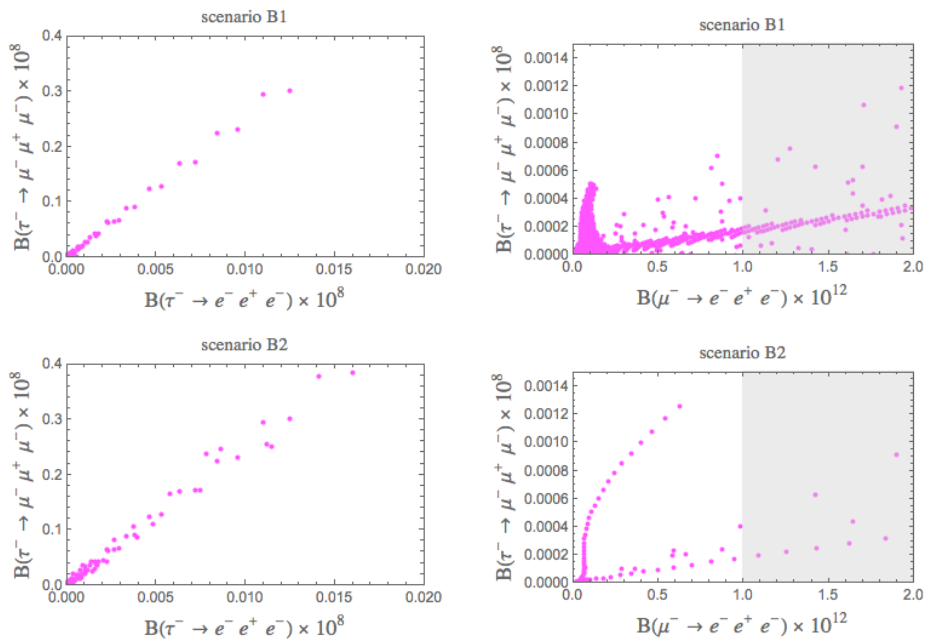 scenario B1
B(τ⁻ → μ⁻ μ⁺ μ⁻) × 10⁸
0.4
0.3
0.2
0.1
0.0
0.000 0.005 0.010 0.015 0.020
B(τ⁻ → e⁻ e⁺ e⁻) × 10⁸
scenario B1
B(τ⁻ → μ⁻ μ⁺ μ⁻) × 10⁸
0.0014
0.0012
0.0010
0.0008
0.0006
0.0004
0.0002
0.0000
0.0 0.5 1.0 1.5 2.0
B(μ⁻ → e⁻ e⁺ e⁻) × 10¹²
scenario B2
B(τ⁻ → μ⁻ μ⁺ μ⁻) × 10⁸
0.4
0.3
0.2
0.1
0.0
0.000 0.005 0.010 0.015 0.020
B(τ⁻ → e⁻ e⁺ e⁻) × 10⁸
scenario B2
B(τ⁻ → μ⁻ μ⁺ μ⁻) × 10⁸
0.0014
0.0012
0.0010
0.0008
0.0006
0.0004
0.0002
0.0000
0.0 0.5 1.0 1.5 2.0
B(μ⁻ → e⁻ e⁺ e⁻) × 10¹²